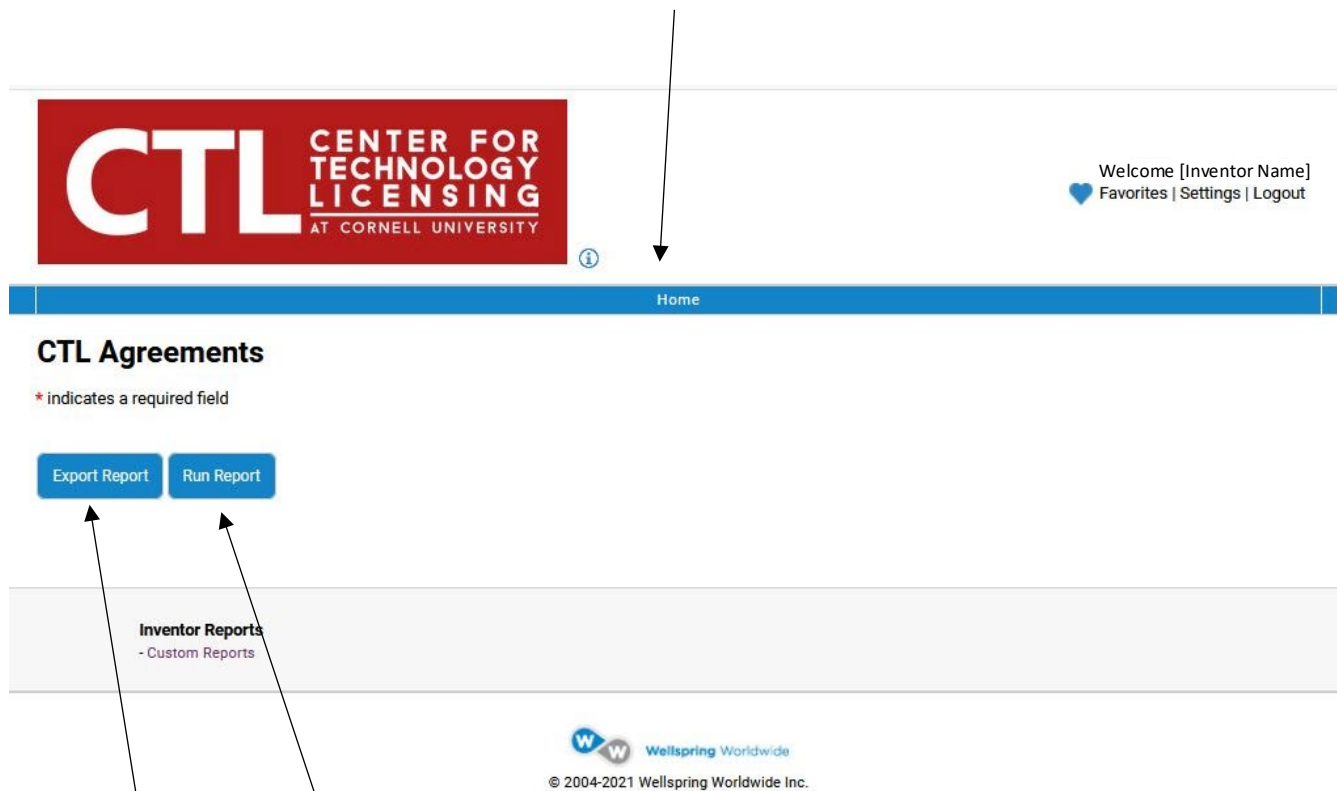 CTL
CENTER FOR
TECHNOLOGY
LICENSING
AT CORNELL UNIVERSITY
i
Welcome [Inventor Name]
Favorites | Settings | Logout
Home
CTL Agreements
* indicates a required field
Export Report Run Report
Inventor Reports
- Custom Reports
W W Wellspring Worldwide
© 2004-2021 Wellspring Worldwide Inc.